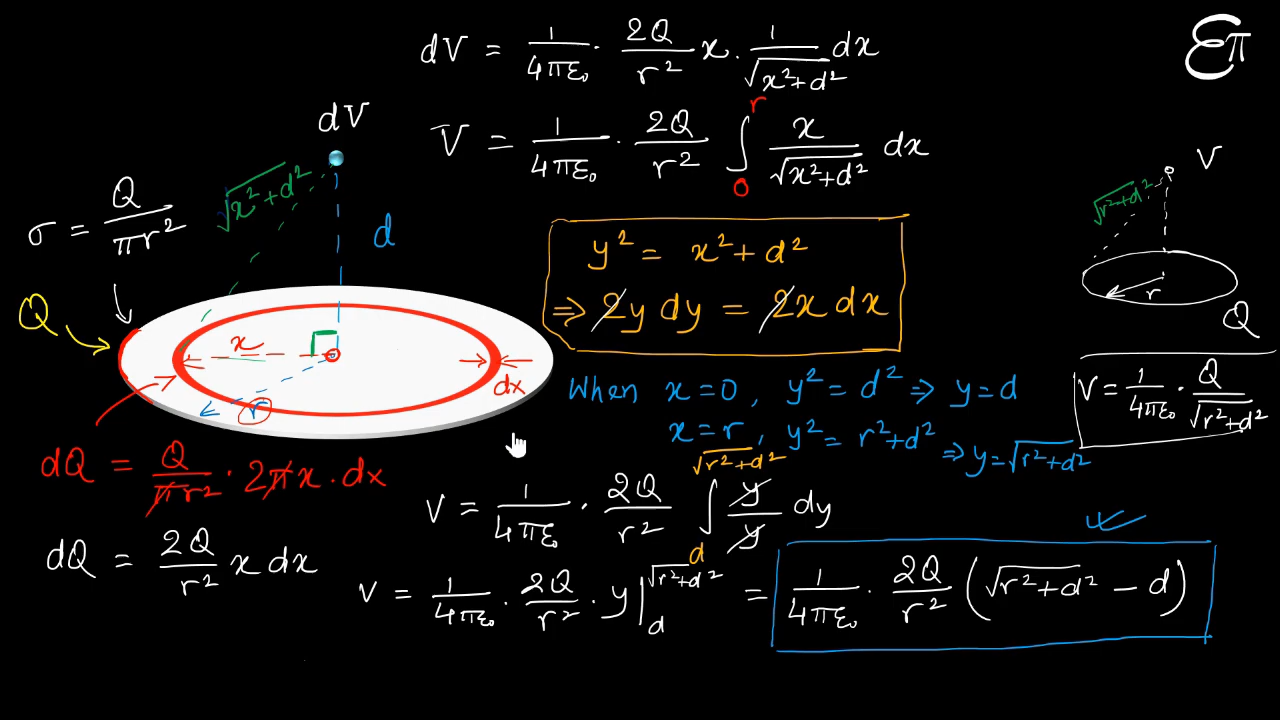 dV = 1/4πε₀ · 2Q/r² x · 1/√(x²+d²) dx
V = 1/4πε₀ · 2Q/r² ∫₀ʳ x/√(x²+d²) dx
Επ
dV
√(x²+d²)
d
σ = Q/πr²
Q
x
r
dx
y² = x² + d²
⇒ 2y dy = 2x dx
When x=0, y² = d² ⇒ y = d
x = r, y² = r²+d² ⇒ y = √(r²+d²)
V
√(r²+d²)
r
Q
V = 1/4πε₀ · Q/√(r²+d²)
dQ = Q/πr² · 2πx · dx
dQ = 2Q/r² x dx
V = 1/4πε₀ · 2Q/r² ∫_d^√(r²+d²) y/y dy
V = 1/4πε₀ · 2Q/r² · y|_d^√(r²+d²) = 1/4πε₀ · 2Q/r² (√(r²+d²) − d)